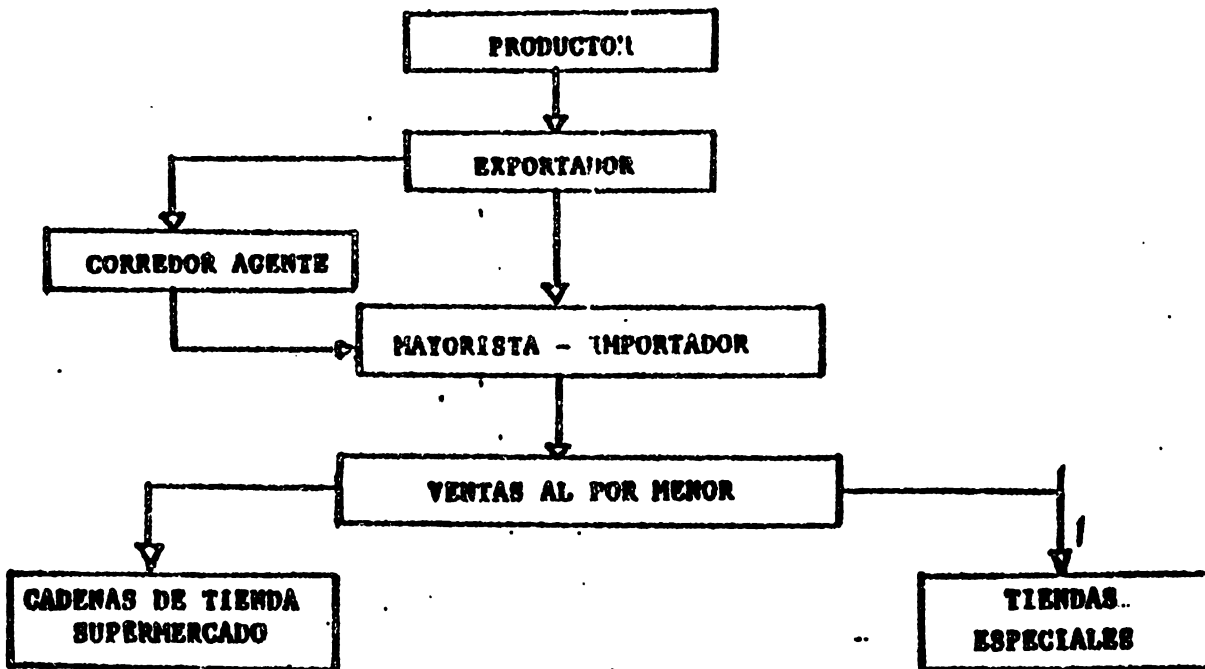 PRODUCTOR
EXPORTADOR
CORREDOR AGENTE
MAYORISTA - IMPORTADOR
VENTAS AL POR MENOR
CADENAS DE TIENDA
SUPERMERCADO
TIENDAS
ESPECIALES